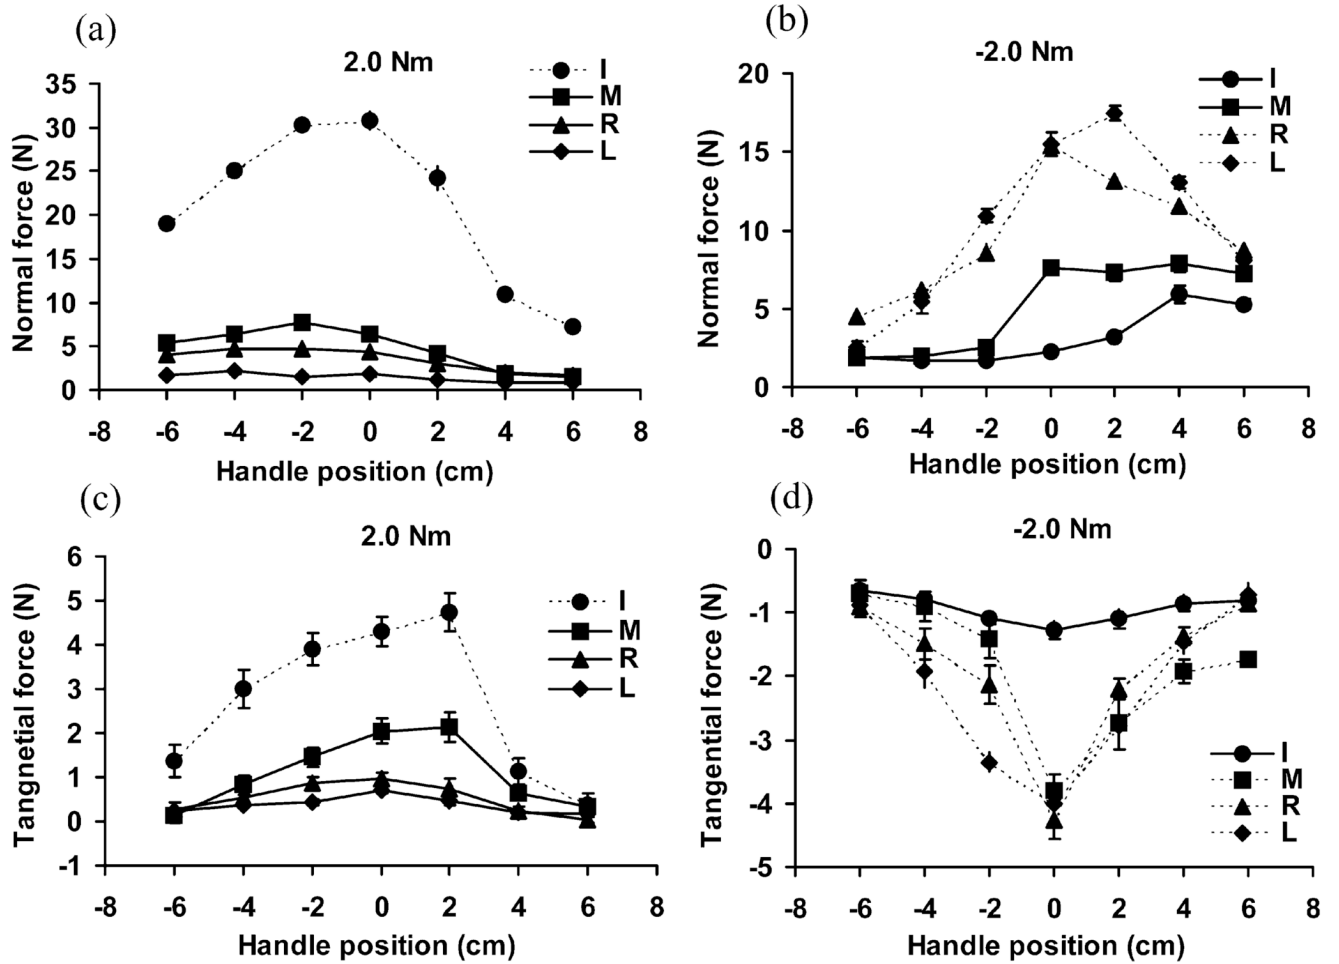 (a)
2.0 Nm
I
M
R
L
Normal force (N)
35
30
25
20
15
10
5
0
-8 -6 -4 -2 0 2 4 6 8
Handle position (cm)
(b)
-2.0 Nm
I
M
R
L
Normal force (N)
20
15
10
5
0
-8 -6 -4 -2 0 2 4 6 8
Handle position (cm)
(c)
2.0 Nm
I
M
R
L
Tangnetial force (N)
6
5
4
3
2
1
0
-1
-8 -6 -4 -2 0 2 4 6 8
Handle position (cm)
(d)
-2.0 Nm
I
M
R
L
Tangential force (N)
0
-1
-2
-3
-4
-5
-8 -6 -4 -2 0 2 4 6 8
Handle position (cm)